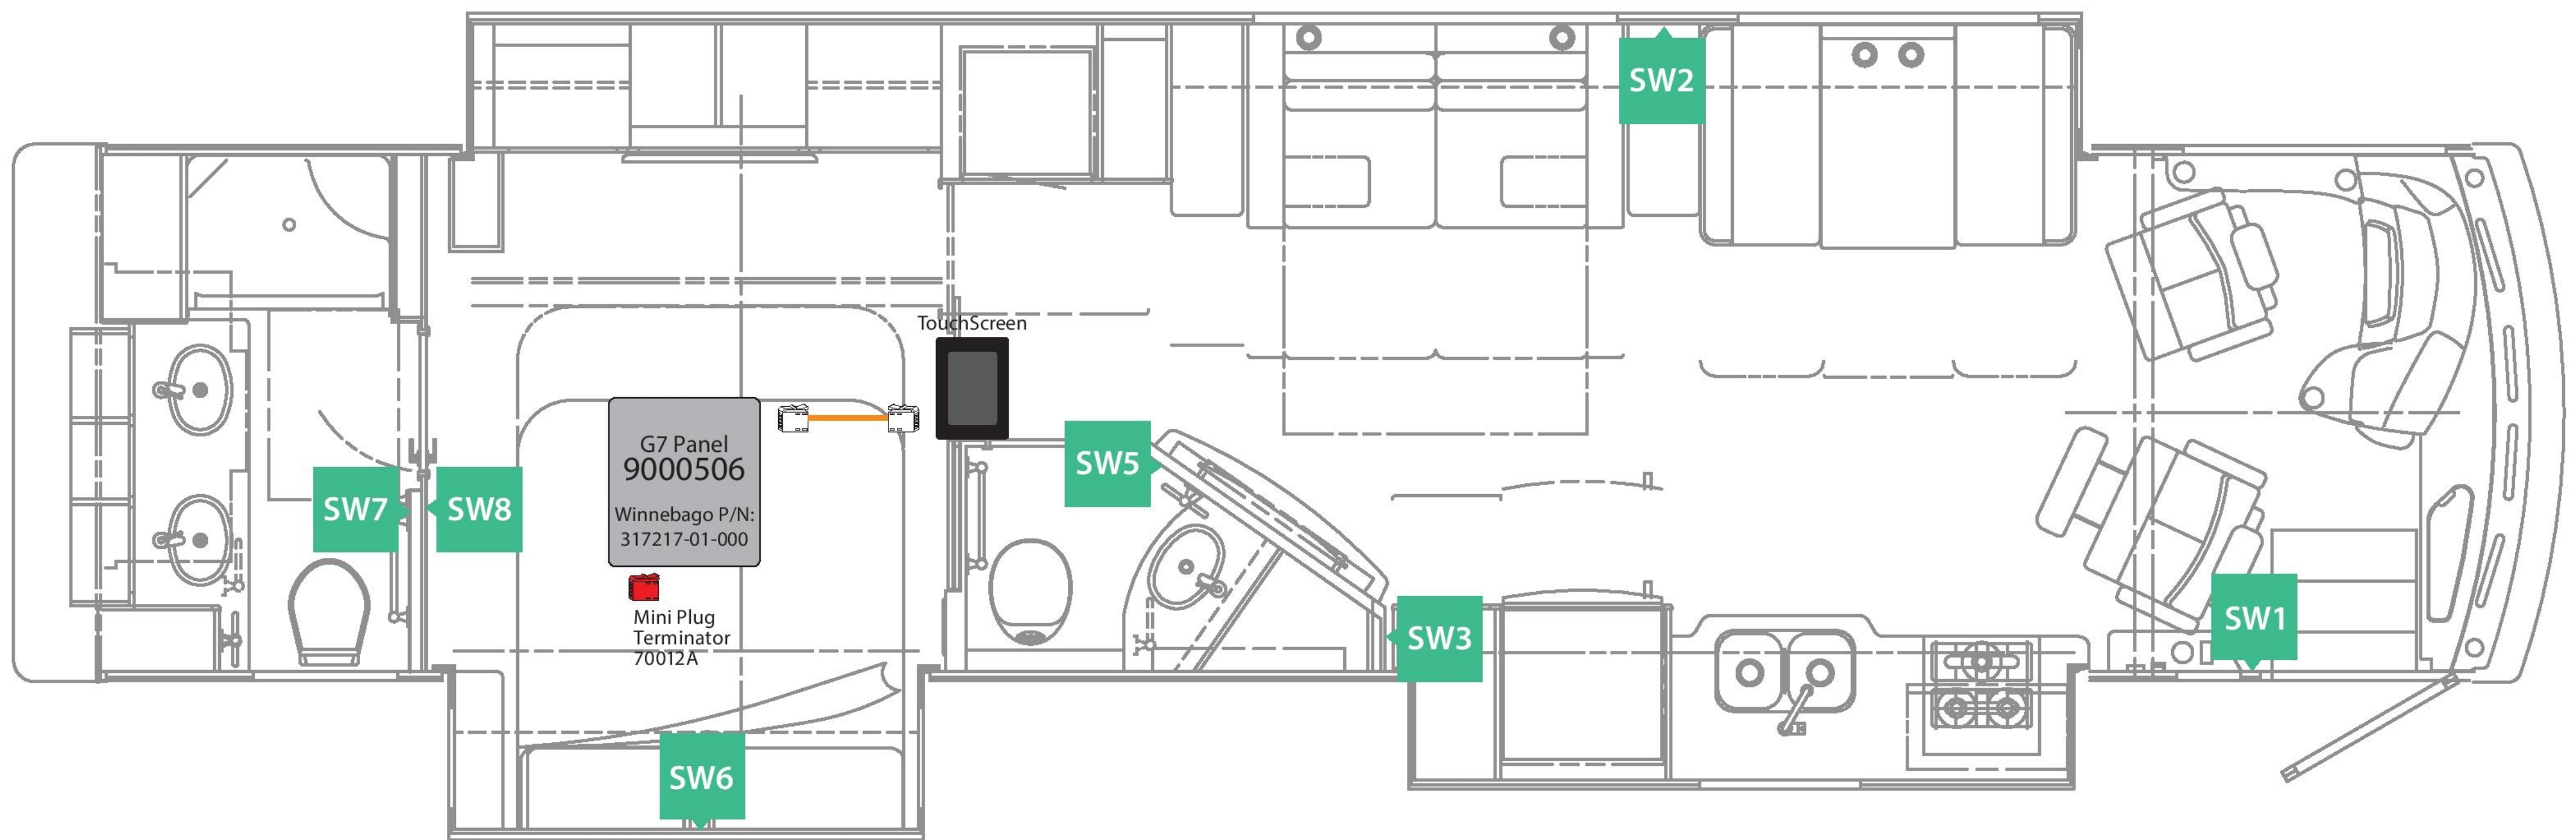 SW2
TouchScreen
G7 Panel
9000506
Winnebago P/N:
317217-01-000
SW5
SW7
SW8
Mini Plug
Terminator
70012A
SW3
SW1
SW6